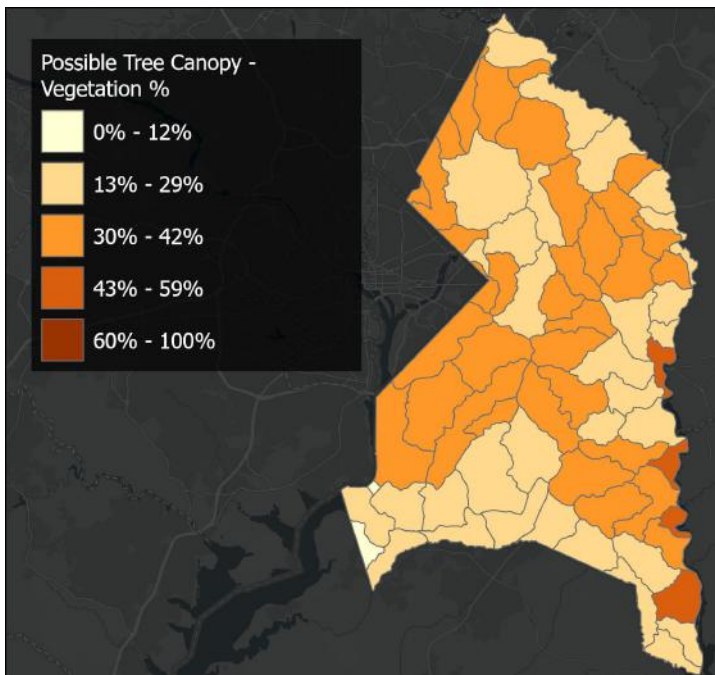 Possible Tree Canopy -
Vegetation %
0% - 12%
13% - 29%
30% - 42%
43% - 59%
60% - 100%